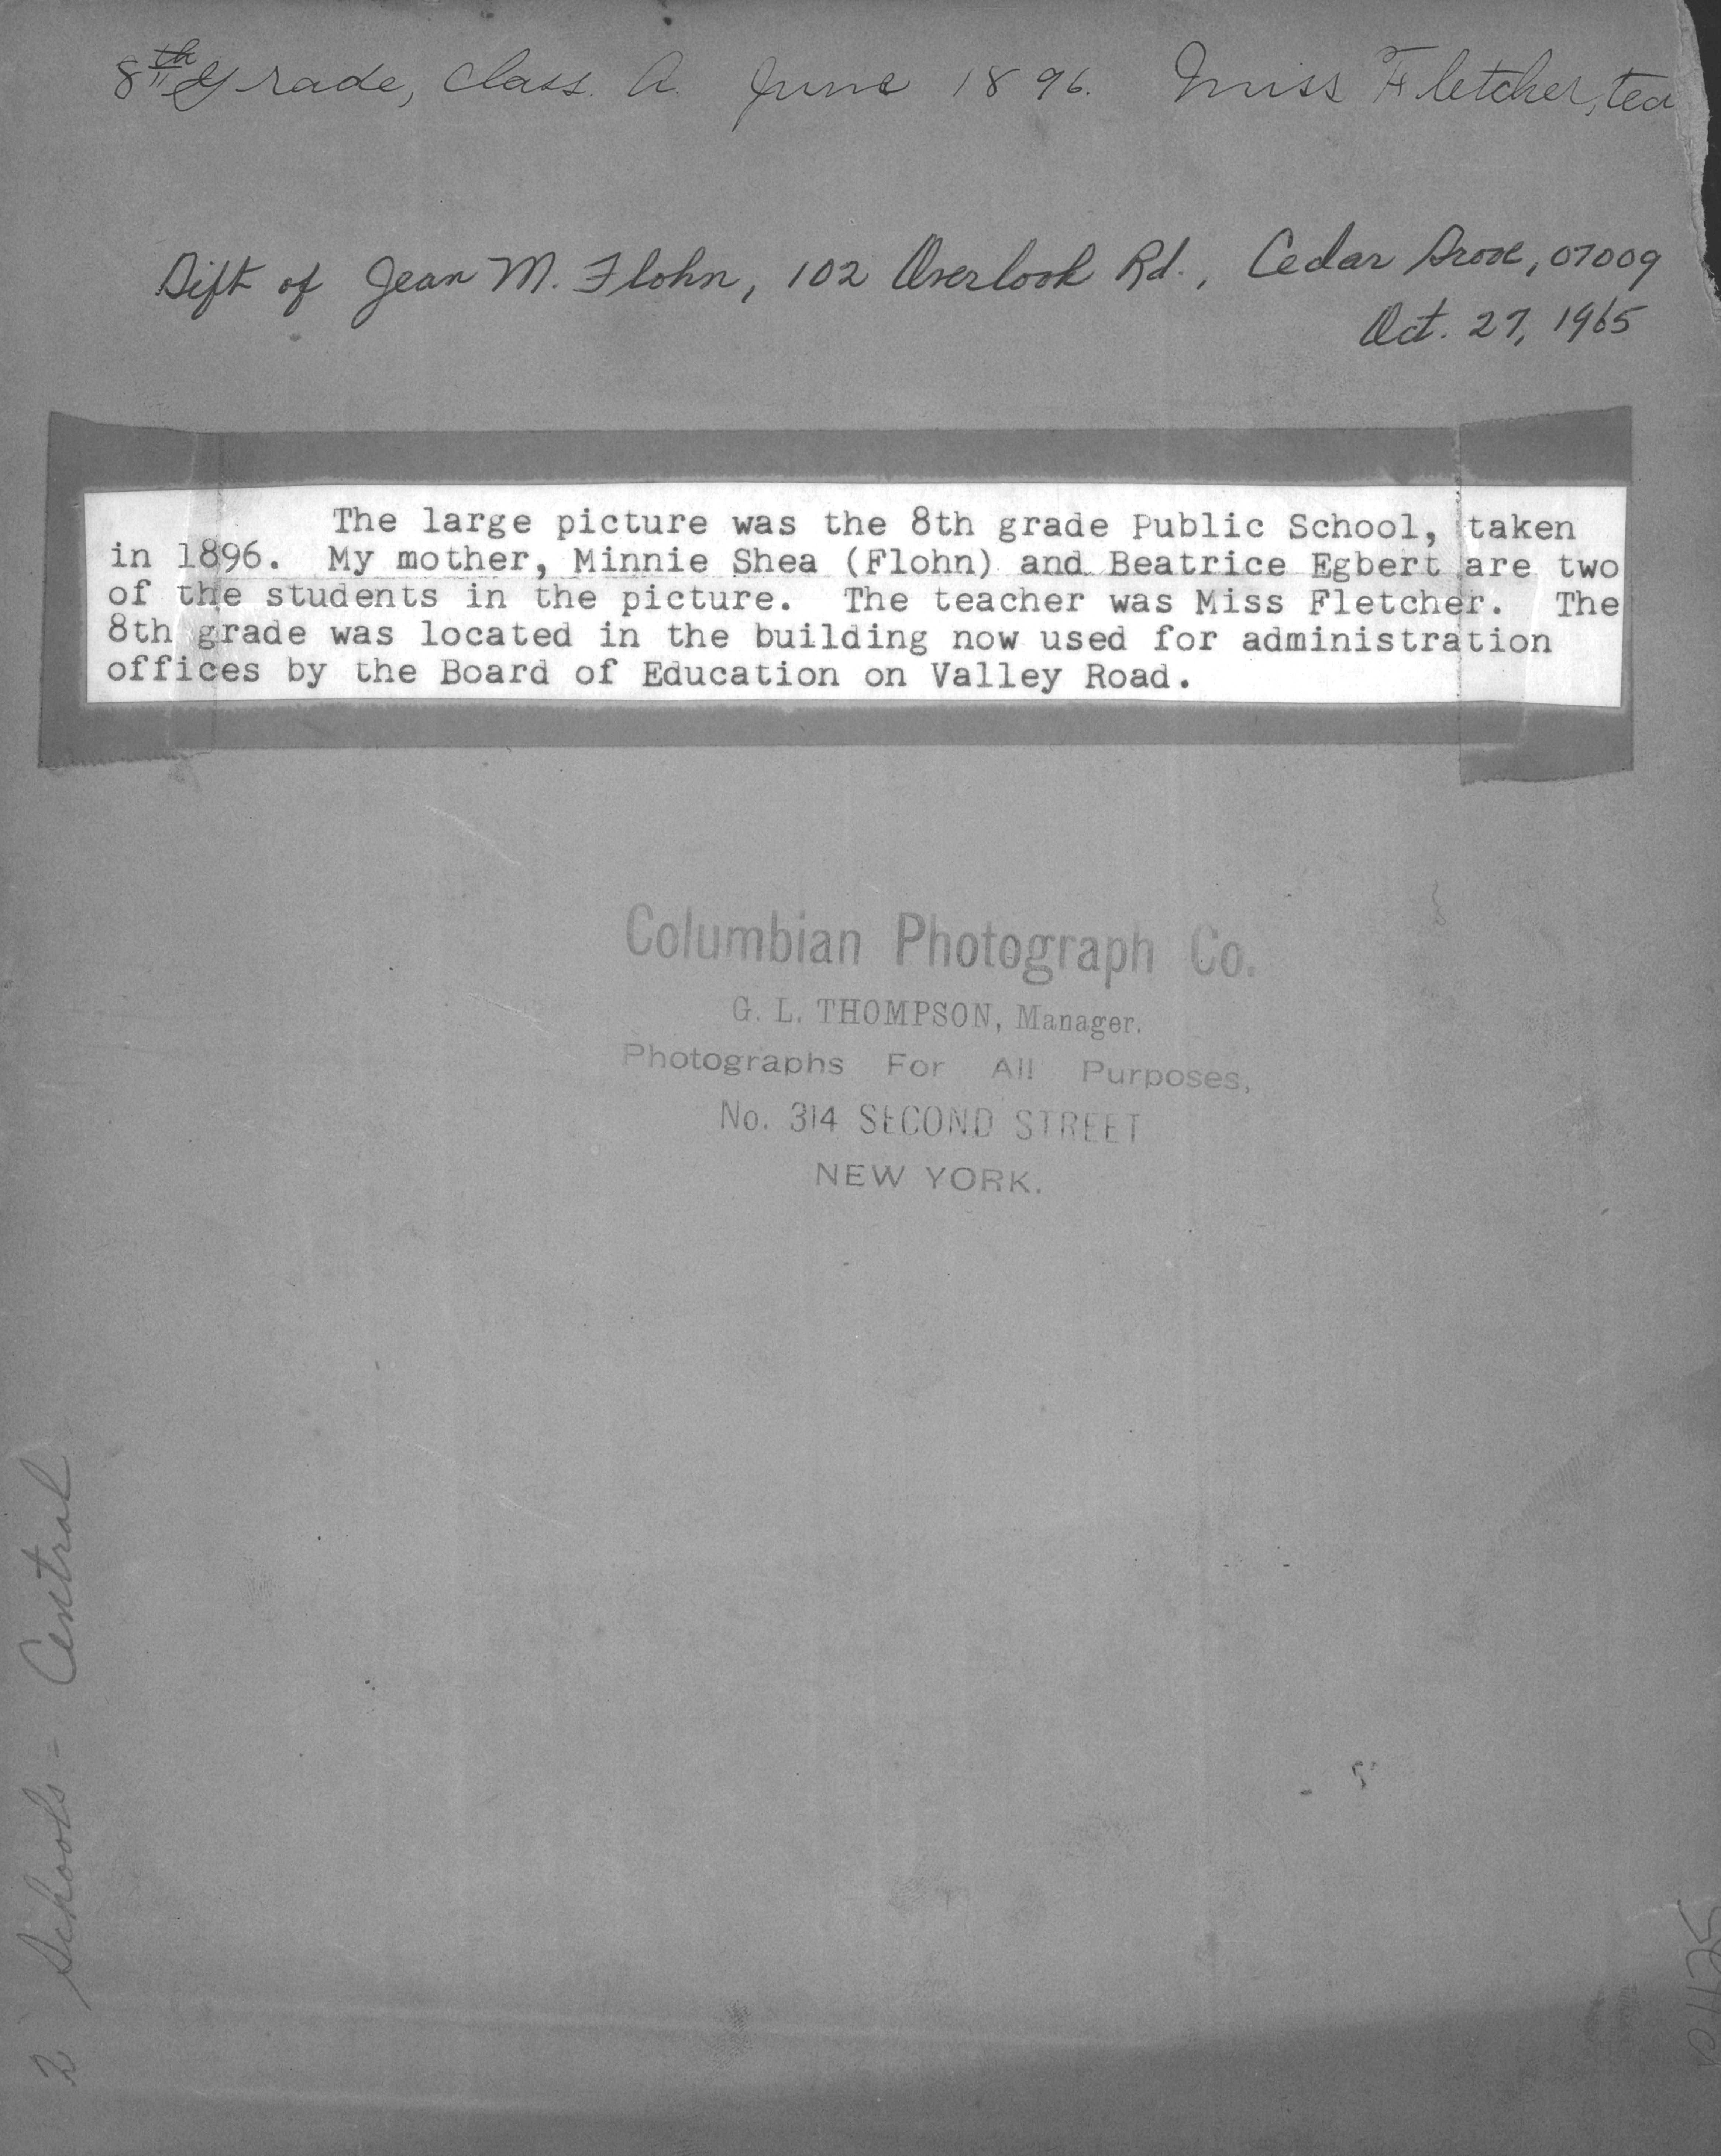 8th Grade, Class. A. June 1896. Miss Fletcher, tea
Gift of Jean M. Flohn, 102 Overlook Rd., Cedar Grove, 07009
Oct. 27, 1965
The large picture was the 8th grade Public School, taken
in 1896. My mother, Minnie Shea (Flohn) and Beatrice Egbert are two
of the students in the picture. The teacher was Miss Fletcher. The
8th grade was located in the building now used for administration
offices by the Board of Education on Valley Road.
Columbian Photograph Co.
G. L. THOMPSON, Manager.
Photographs For All Purposes,
No. 314 SECOND STREET
NEW YORK.
2 Schools - Central